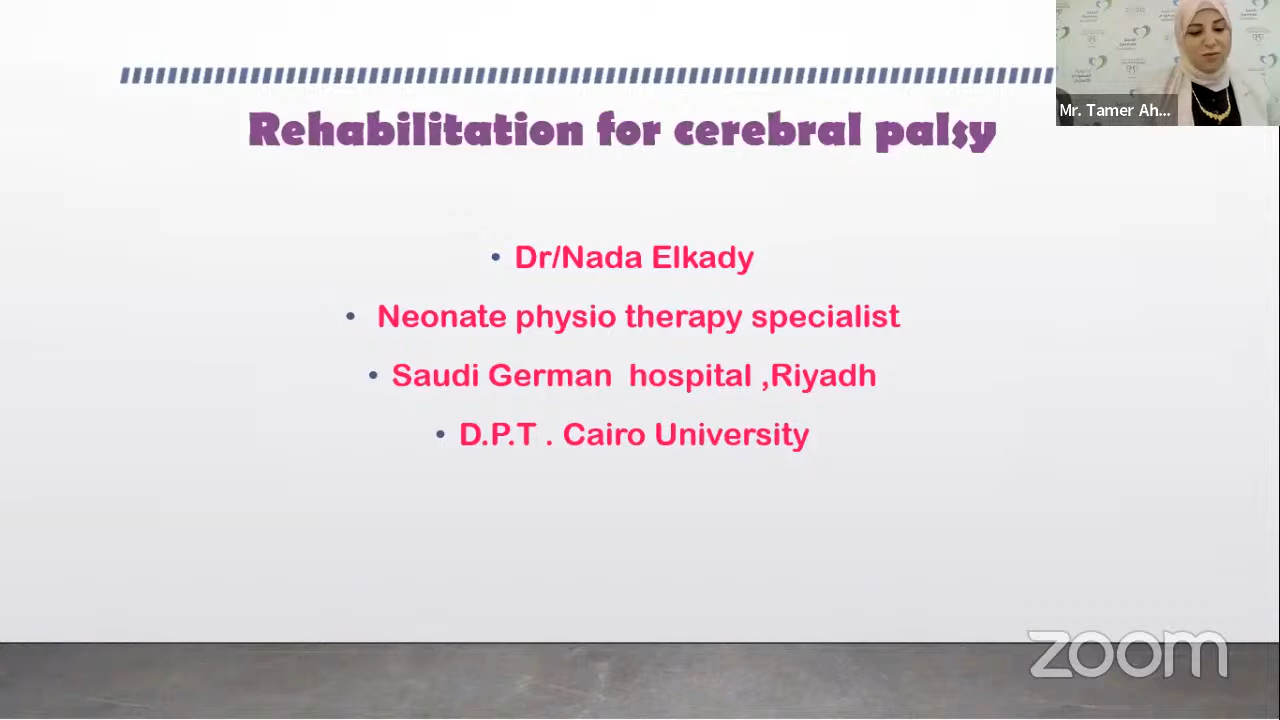 Rehabilitation for cerebral palsy
Mr. Tamer Ah...
• Dr/Nada Elkady
• Neonate physio therapy specialist
• Saudi German hospital ,Riyadh
• D.P.T . Cairo University
zoom